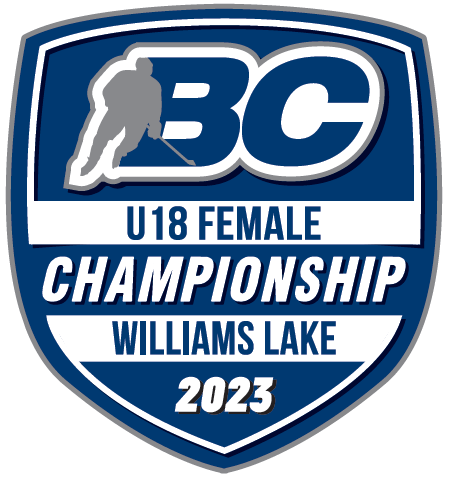 BC
U18 FEMALE
CHAMPIONSHIP
WILLIAMS LAKE
2023